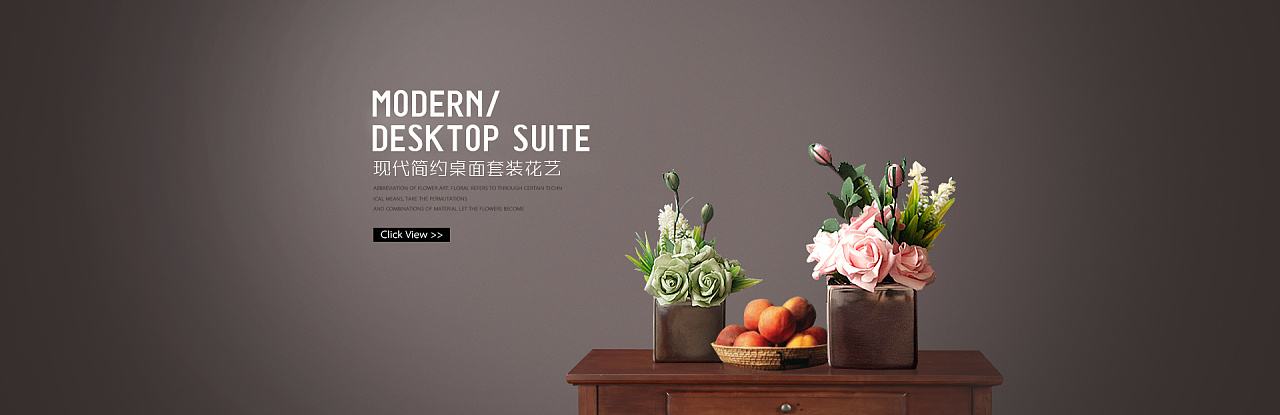 MODERN/
DESKTOP SUITE
现代简约桌面套装花艺
ABBREVIATION OF FLOWER ART. FLORAL REFERS TO THROUGH CERTAIN TECHN
ICAL MEANS, TAKE THE PERMUTATIONS
AND COMBINATIONS OF MATERIAL LET THE FLOWERS BECOME
Click View >>